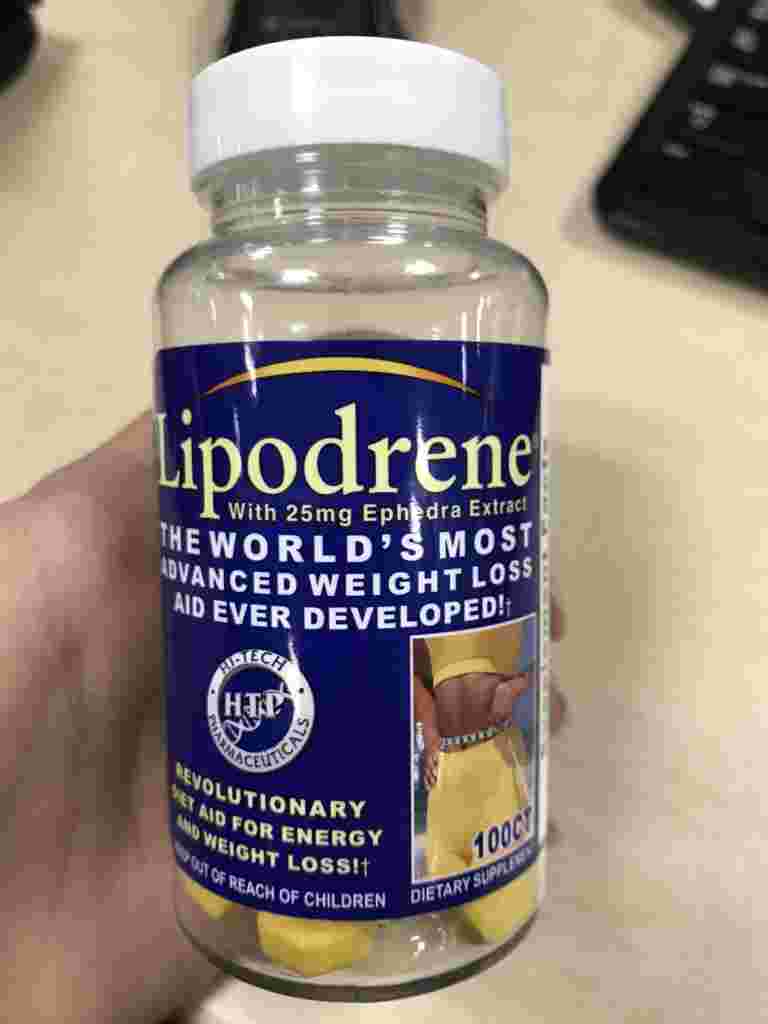 Lipodrene
With 25mg Ephedra Extract
THE WORLD'S MOST
ADVANCED WEIGHT LOSS
AID EVER DEVELOPED!†
HI-TECH
HTP
PHARMACEUTICALS
REVOLUTIONARY
DIET AID FOR ENERGY
AND WEIGHT LOSS!†
100CT
KEEP OUT OF REACH OF CHILDREN
DIETARY SUPPLEMENT